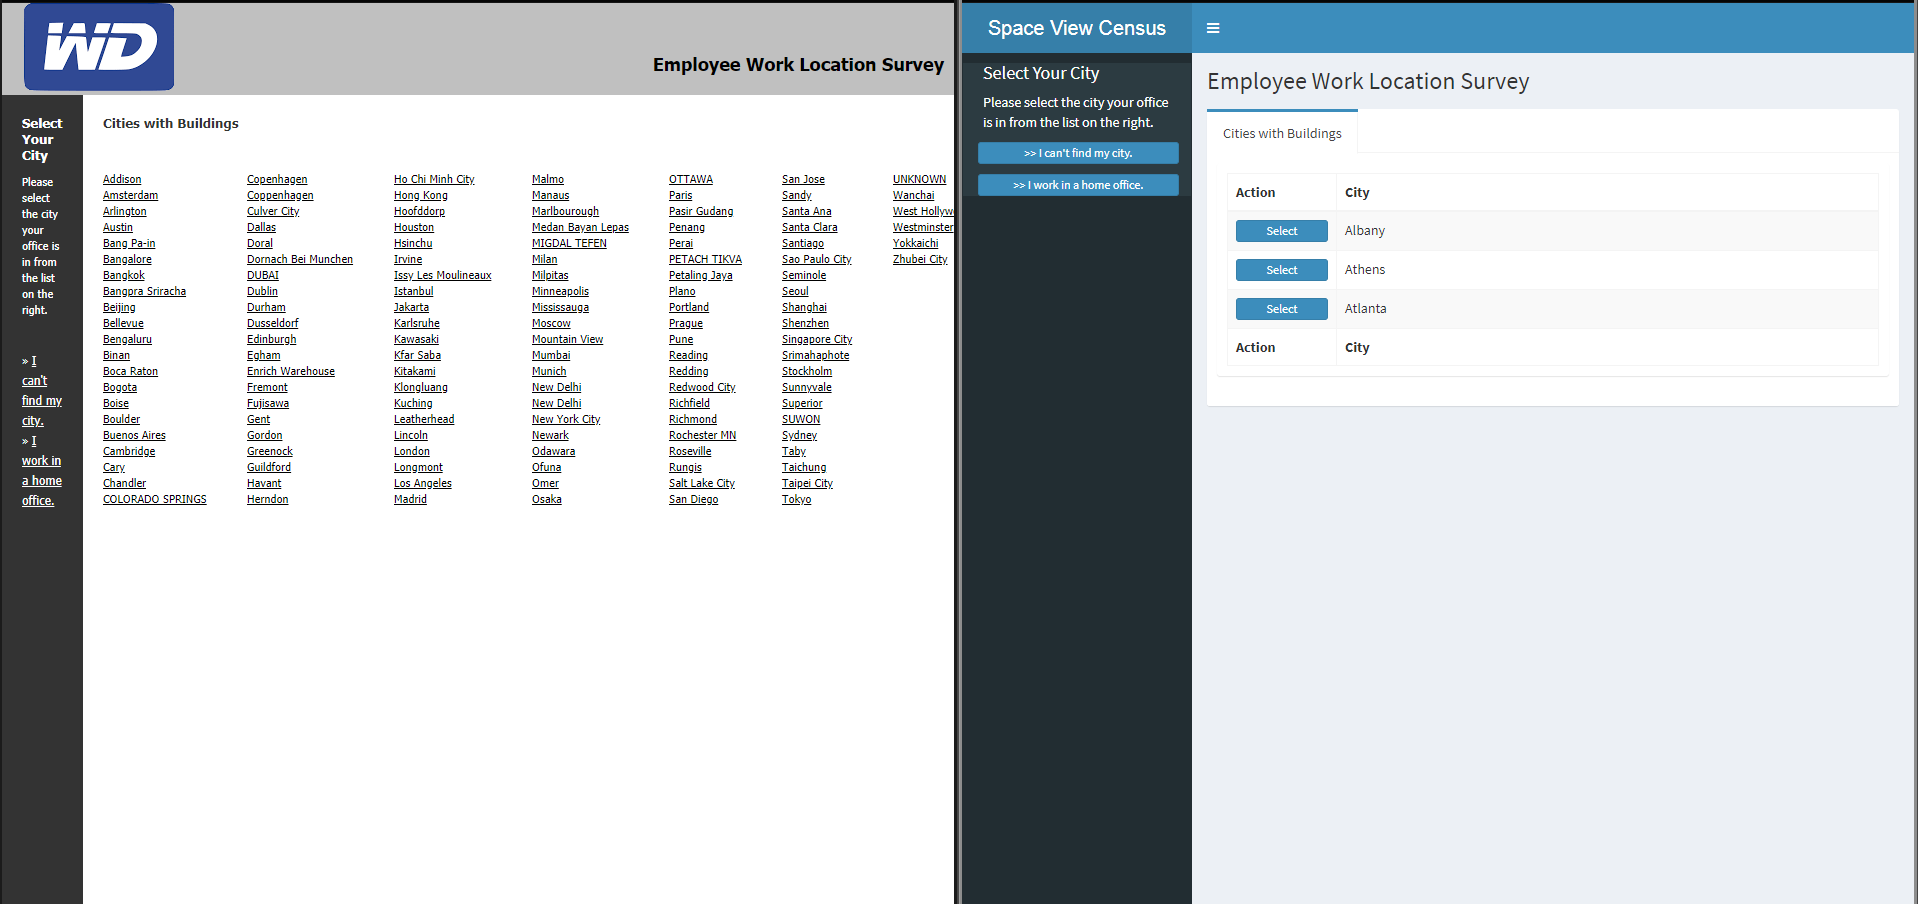 WD
Employee Work Location Survey
Select
Your
City
Please
select
the city
your
office is
in from
the list
on the
right.
» I
can't
find my
city.
» I
work in
a home
office.
Cities with Buildings
Addison
Amsterdam
Arlington
Austin
Bang Pa-in
Bangalore
Bangkok
Bangpra Sriracha
Beijing
Bellevue
Bengaluru
Binan
Boca Raton
Bogota
Boise
Boulder
Buenos Aires
Cambridge
Cary
Chandler
COLORADO SPRINGS
Copenhagen
Coppenhagen
Culver City
Dallas
Doral
Dornach Bei Munchen
DUBAI
Dublin
Durham
Dusseldorf
Edinburgh
Egham
Enrich Warehouse
Fremont
Fujisawa
Gent
Gordon
Greenock
Guildford
Havant
Herndon
Ho Chi Minh City
Hong Kong
Hoofddorp
Houston
Hsinchu
Irvine
Issy Les Moulineaux
Istanbul
Jakarta
Karlsruhe
Kawasaki
Kfar Saba
Kitakami
Klongluang
Kuching
Leatherhead
Lincoln
London
Longmont
Los Angeles
Madrid
Malmo
Manaus
Marlbourough
Medan Bayan Lepas
MIGDAL TEFEN
Milan
Milpitas
Minneapolis
Mississauga
Moscow
Mountain View
Mumbai
Munich
New Delhi
New Delhi
New York City
Newark
Odawara
Ofuna
Omer
Osaka
OTTAWA
Paris
Pasir Gudang
Penang
Perai
PETACH TIKVA
Petaling Jaya
Plano
Portland
Prague
Pune
Reading
Redding
Redwood City
Richfield
Richmond
Rochester MN
Roseville
Rungis
Salt Lake City
San Diego
San Jose
Sandy
Santa Ana
Santa Clara
Santiago
Sao Paulo City
Seminole
Seoul
Shanghai
Shenzhen
Singapore City
Srimahaphote
Stockholm
Sunnyvale
Superior
SUWON
Sydney
Taby
Taichung
Taipei City
Tokyo
UNKNOWN
Wanchai
West Hollyw
Westminster
Yokkaichi
Zhubei City
Space View Census
Select Your City
Please select the city your office
is in from the list on the right.
>> I can't find my city.
>> I work in a home office.
Employee Work Location Survey
Cities with Buildings
Action City
Select Albany
Select Athens
Select Atlanta
Action City